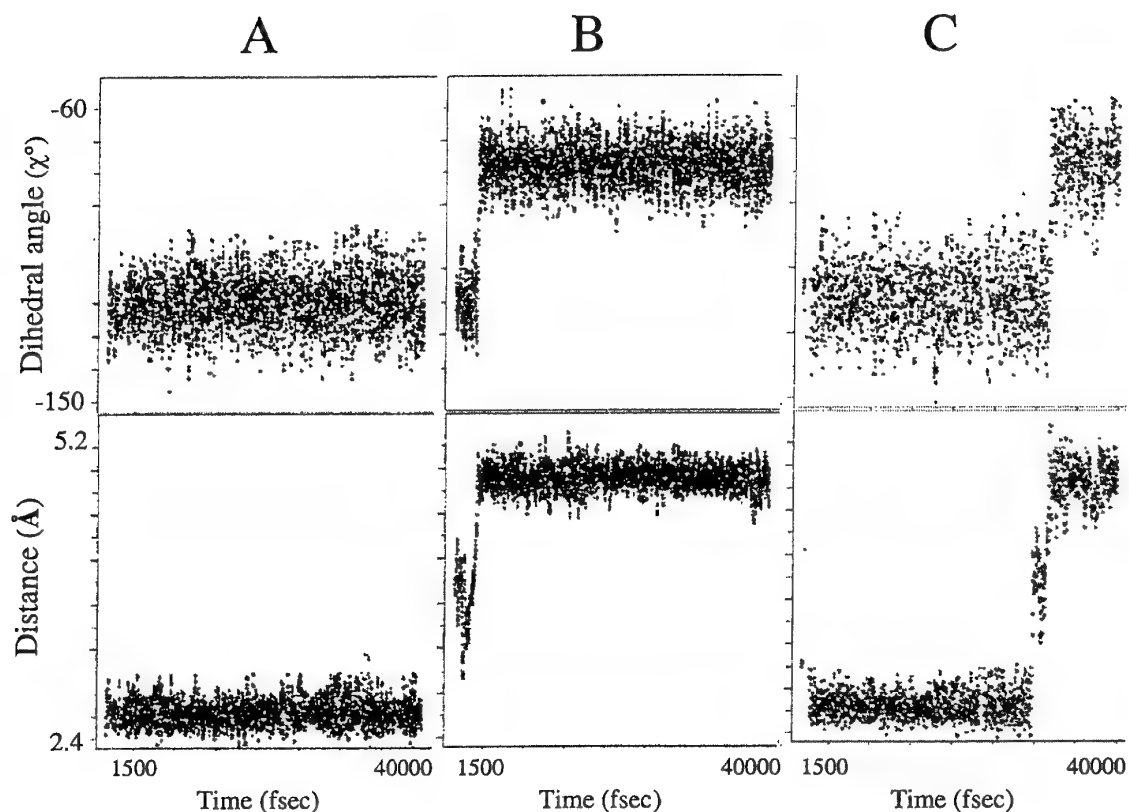 A B C
Dihedral angle (χ°)
-60
-150
Distance (Å)
5.2
2.4
1500 40000 1500 40000 1500 40000
Time (fsec) Time (fsec) Time (fsec)